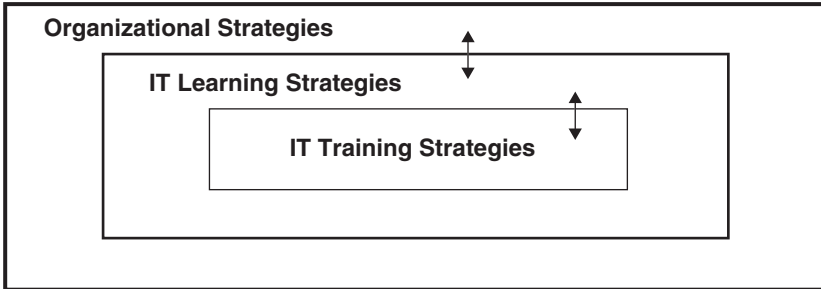 Organizational Strategies
IT Learning Strategies
IT Training Strategies